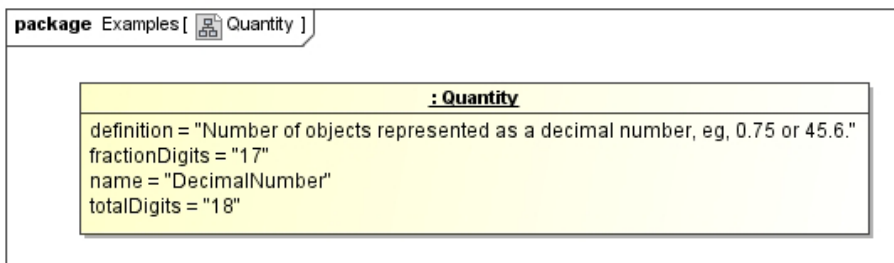 package Examples [ Quantity ]
: Quantity
definition = "Number of objects represented as a decimal number, eg, 0.75 or 45.6."
fractionDigits = "17"
name = "DecimalNumber"
totalDigits = "18"